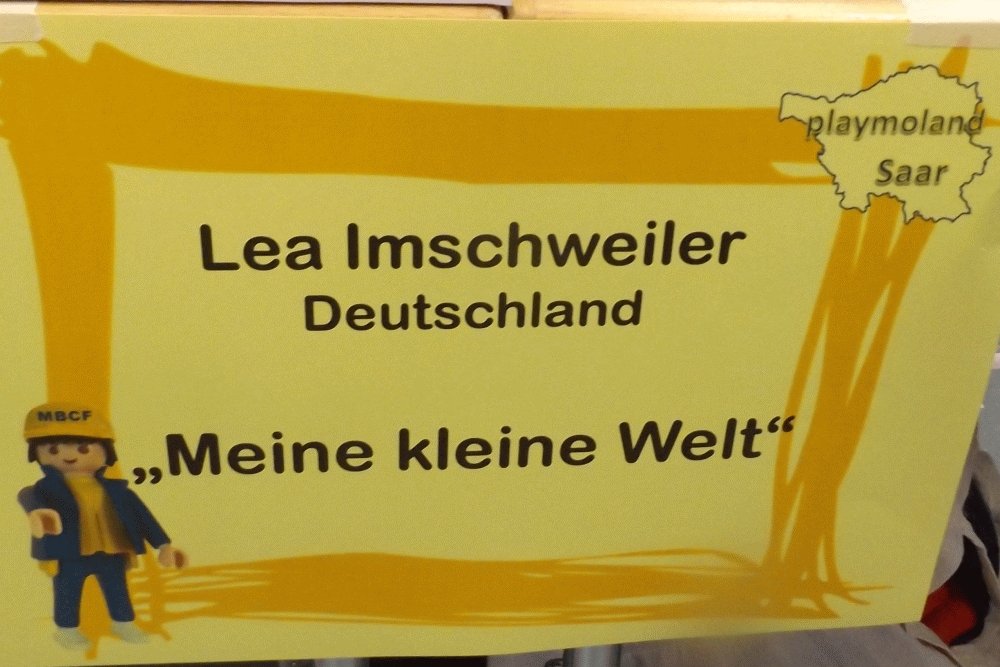 playmoland
Saar
Lea Imschweiler
Deutschland
„Meine kleine Welt“
MBCF